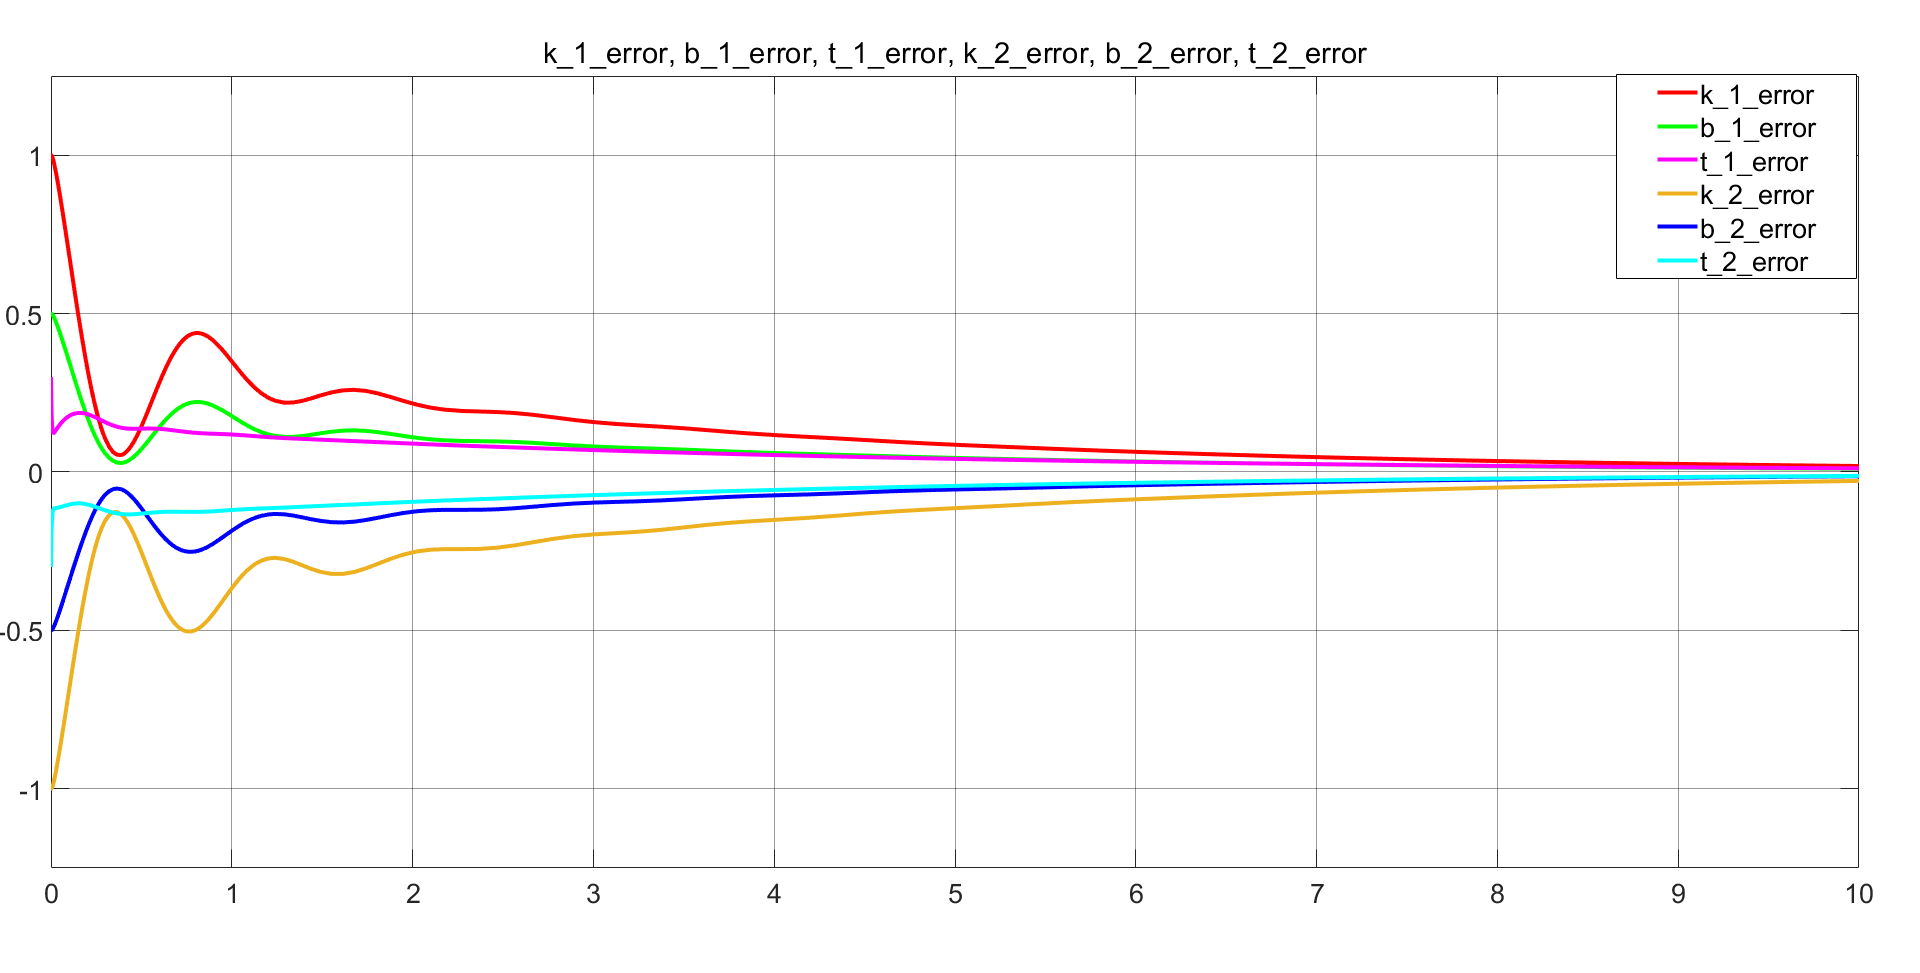 k_1_error, b_1_error, t_1_error, k_2_error, b_2_error, t_2_error
k_1_error
b_1_error
t_1_error
k_2_error
b_2_error
t_2_error
1
0.5
0
-0.5
-1
0 1 2 3 4 5 6 7 8 9 10